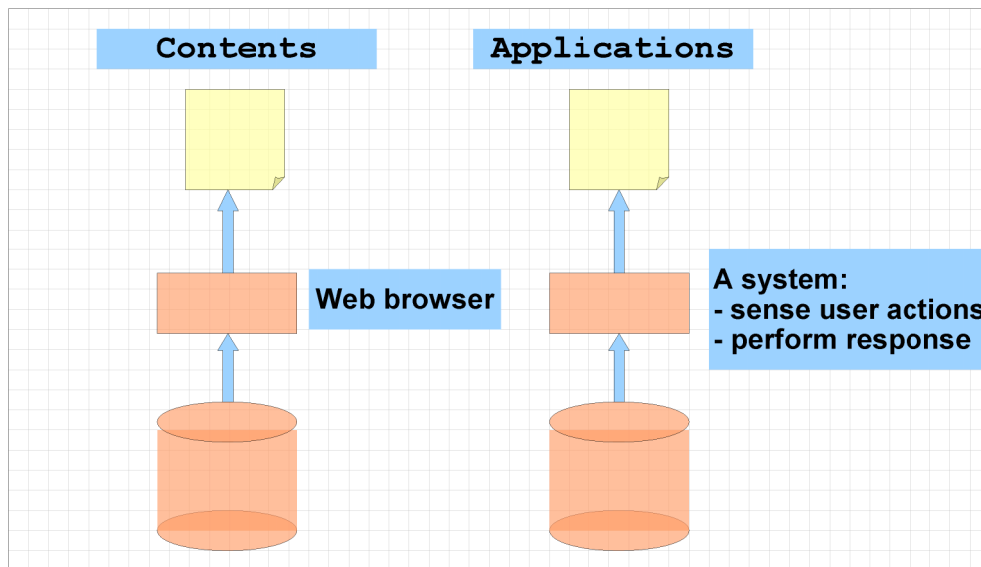 Contents
Applications
Web browser
A system:
- sense user actions
- perform response